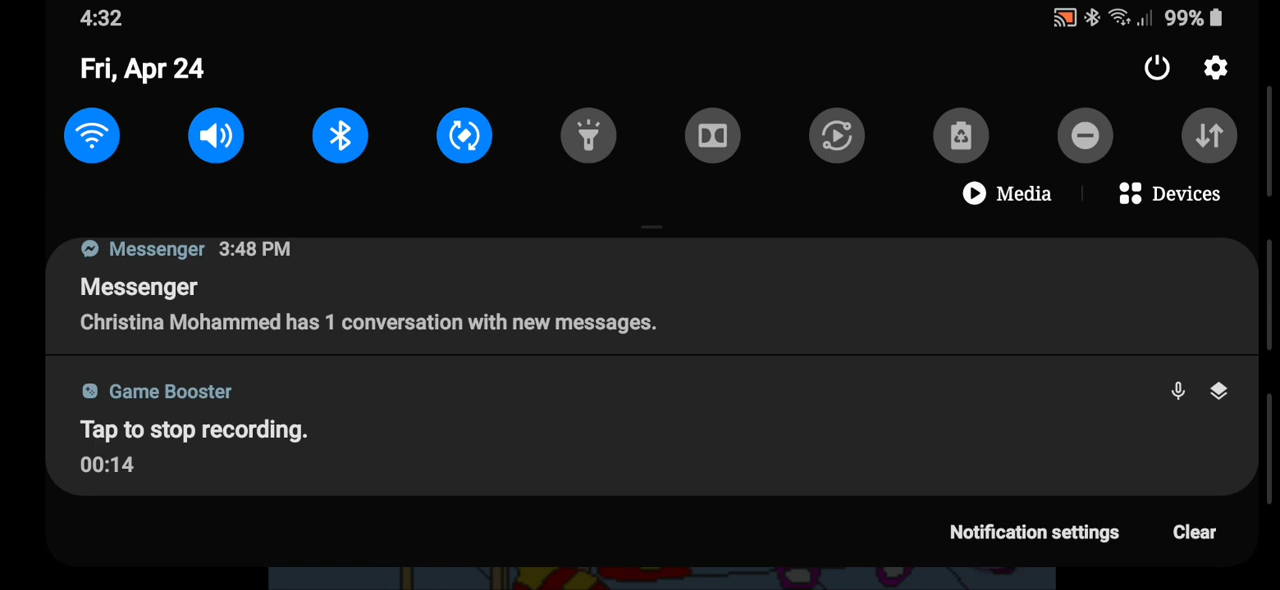 4:32
99%
Fri, Apr 24
Media
Devices
Messenger 3:48 PM
Messenger
Christina Mohammed has 1 conversation with new messages.
Game Booster
Tap to stop recording.
00:14
Notification settings
Clear